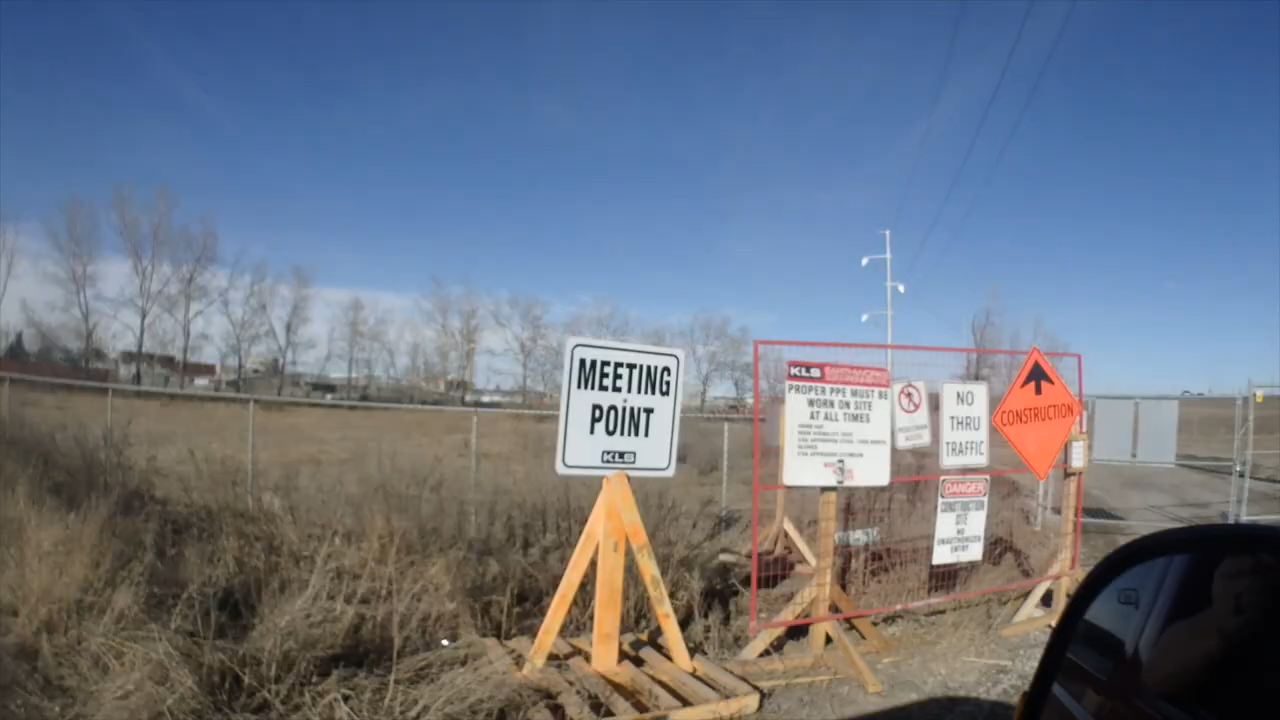 MEETING
POINT
KLS
KLS EARTHWORKS
PROPER PPE MUST BE
WORN ON SITE
AT ALL TIMES
NO
THRU
TRAFFIC
CONSTRUCTION
DANGER
CONSTRUCTION
SITE
NO
UNAUTHORIZED
ENTRY